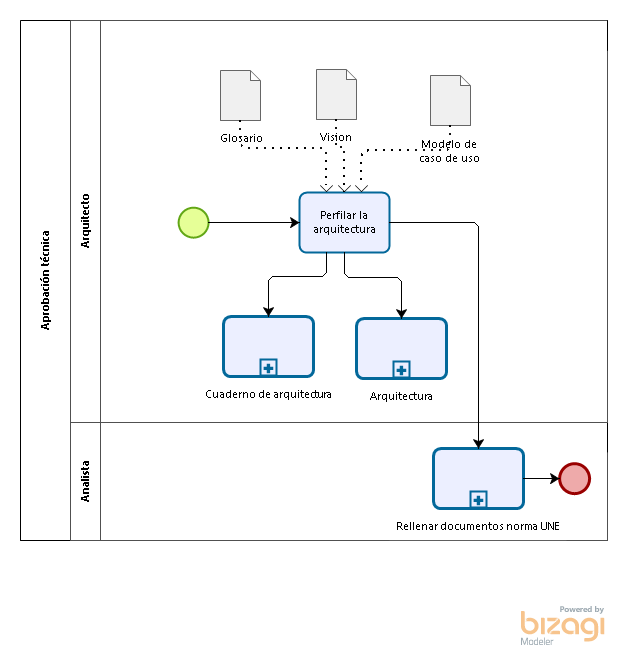 Aprobación técnica
Arquitecto
Glosario
Vision
Modelo de
caso de uso
Perfilar la
arquitectura
Cuaderno de arquitectura
Arquitectura
Analista
Rellenar documentos norma UNE
Powered by
bizagi
Modeler